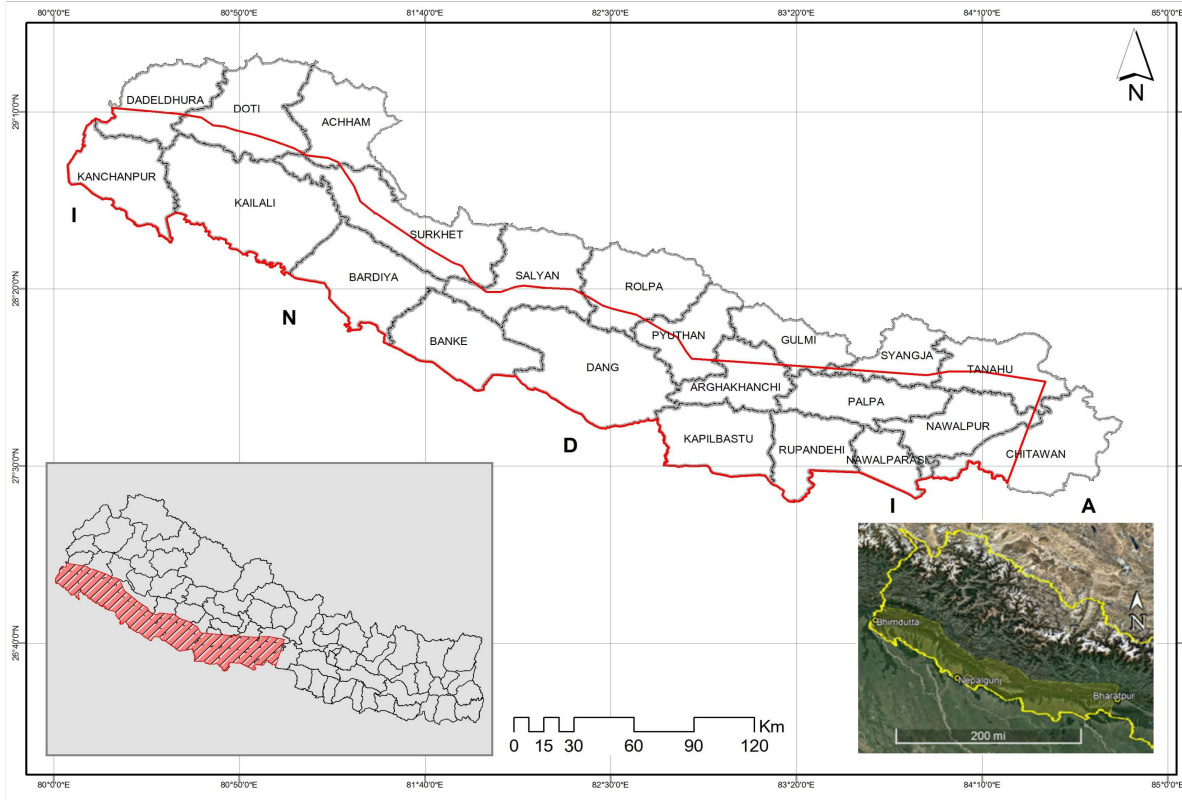 80°0'0"E 80°50'0"E 81°40'0"E 82°30'0"E 83°20'0"E 84°10'0"E 85°0'0"E
N
29°10'0"N
28°20'0"N
27°30'0"N
26°40'0"N
DADELDHURA
DOTI
ACHHAM
KANCHANPUR
KAILALI
SURKHET
BARDIYA
SALYAN
ROLPA
BANKE
DANG
PYUTHAN
GULMI
SYANGJA
TANAHU
ARGHAKHANCHI
PALPA
KAPILBASTU
RUPANDEHI
NAWALPARASI
NAWALPUR
CHITAWAN
I
N
D
I
A
0 15 30 60 90 120
Km
N
Bhimdutta
Nepalgunj
Bharatpur
200 mi